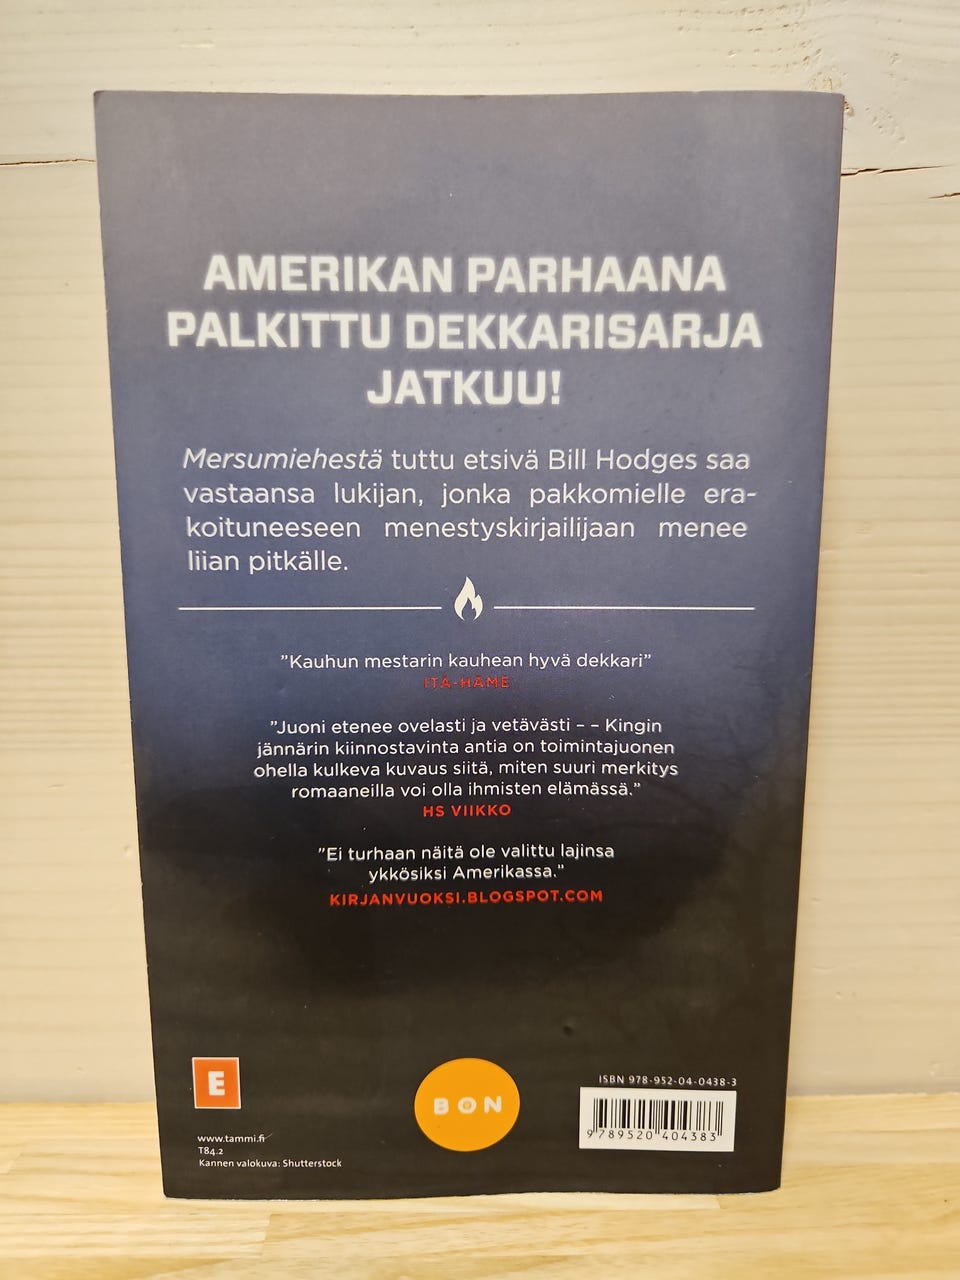 AMERIKAN PARHAANA
PALKITTU DEKKARISARJA
JATKUU!
Mersumiehestä tuttu etsivä Bill Hodges saa
vastaansa lukijan, jonka pakkomielle era-
koituneeseen menestyskirjailijaan menee
liian pitkälle.
”Kauhun mestarin kauhean hyvä dekkari”
ITÄ-HÄME
”Juoni etenee ovelasti ja vetävästi – – Kingin
jännärin kiinnostavinta antia on toimintajuonen
ohella kulkeva kuvaus siitä, miten suuri merkitys
romaaneilla voi olla ihmisten elämässä.”
HS VIIKKO
”Ei turhaan näitä ole valittu lajinsa
ykkösiksi Amerikassa.”
KIRJANVUOKSI.BLOGSPOT.COM
E
BON
ISBN 978-952-04-0438-3
9789520404383
www.tammi.fi
T84.2
Kannen valokuva: Shutterstock